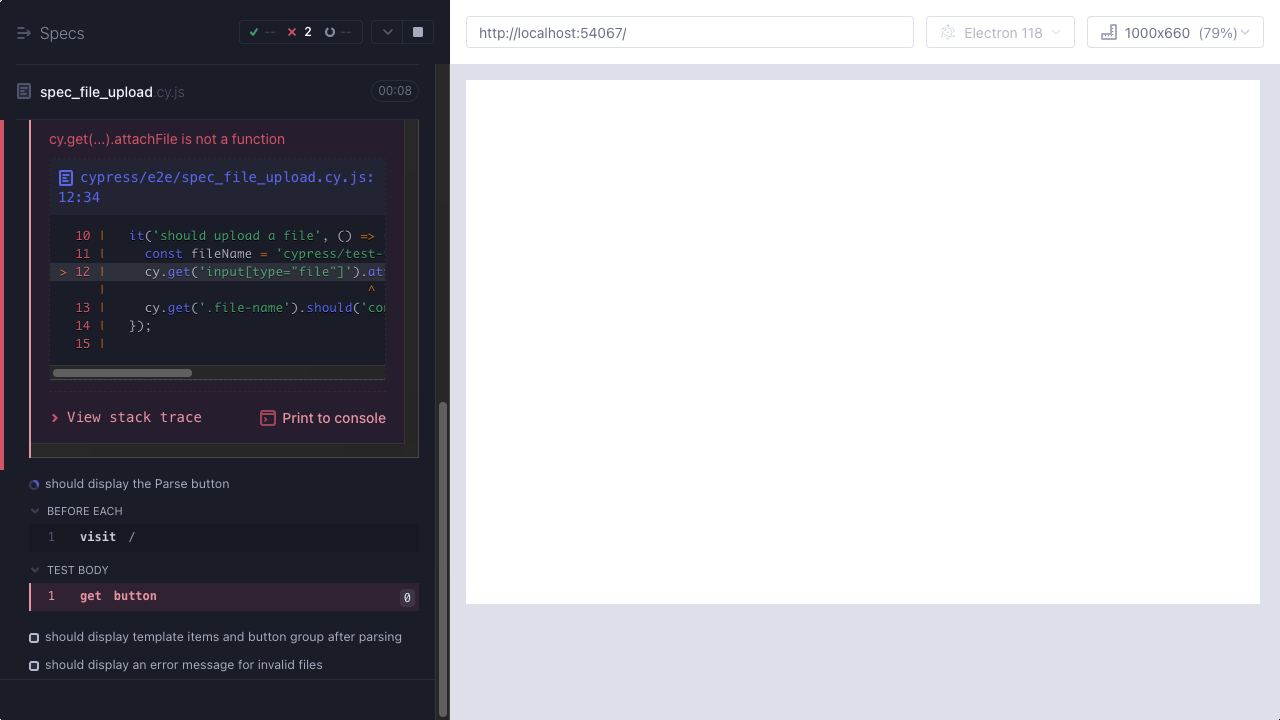 Specs
-- 2 --
spec_file_upload.cy.js 00:08
cy.get(...).attachFile is not a function
cypress/e2e/spec_file_upload.cy.js:
12:34
10 | it('should upload a file', () =>
11 | const fileName = 'cypress/test-
> 12 | cy.get('input[type="file"]').at
| ^
13 | cy.get('.file-name').should('co
14 | });
15 |
View stack trace
Print to console
should display the Parse button
BEFORE EACH
1 visit /
TEST BODY
1 get button 0
should display template items and button group after parsing
should display an error message for invalid files
http://localhost:54067/
Electron 118
1000x660 (79%)